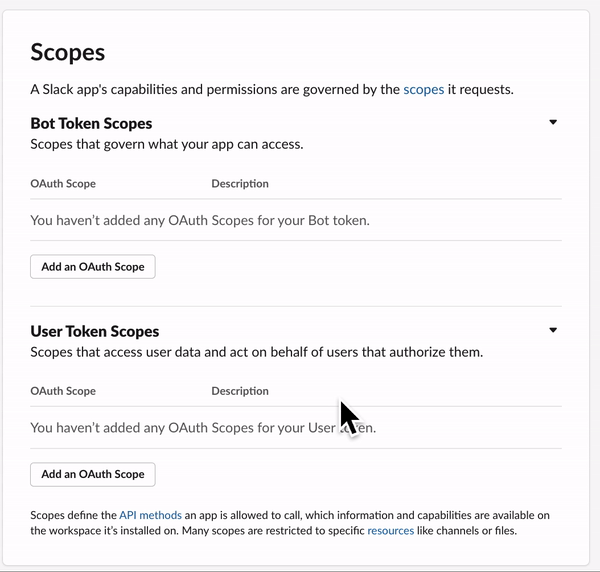 Scopes
A Slack app's capabilities and permissions are governed by the scopes it requests.
Bot Token Scopes
Scopes that govern what your app can access.
OAuth Scope Description
You haven’t added any OAuth Scopes for your Bot token.
Add an OAuth Scope
User Token Scopes
Scopes that access user data and act on behalf of users that authorize them.
OAuth Scope Description
You haven’t added any OAuth Scopes for your User token.
Add an OAuth Scope
Scopes define the API methods an app is allowed to call, which information and capabilities are available on
the workspace it’s installed on. Many scopes are restricted to specific resources like channels or files.